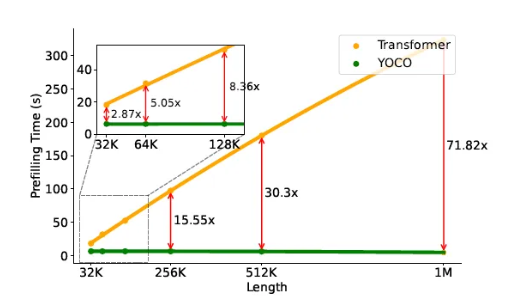 Transformer
YOCO
Prefilling Time (s)
300
250
200
150
100
50
0
40
20
0
2.87x
5.05x
8.36x
32K 64K 128K
15.55x
30.3x
71.82x
32K 256K 512K 1M
Length